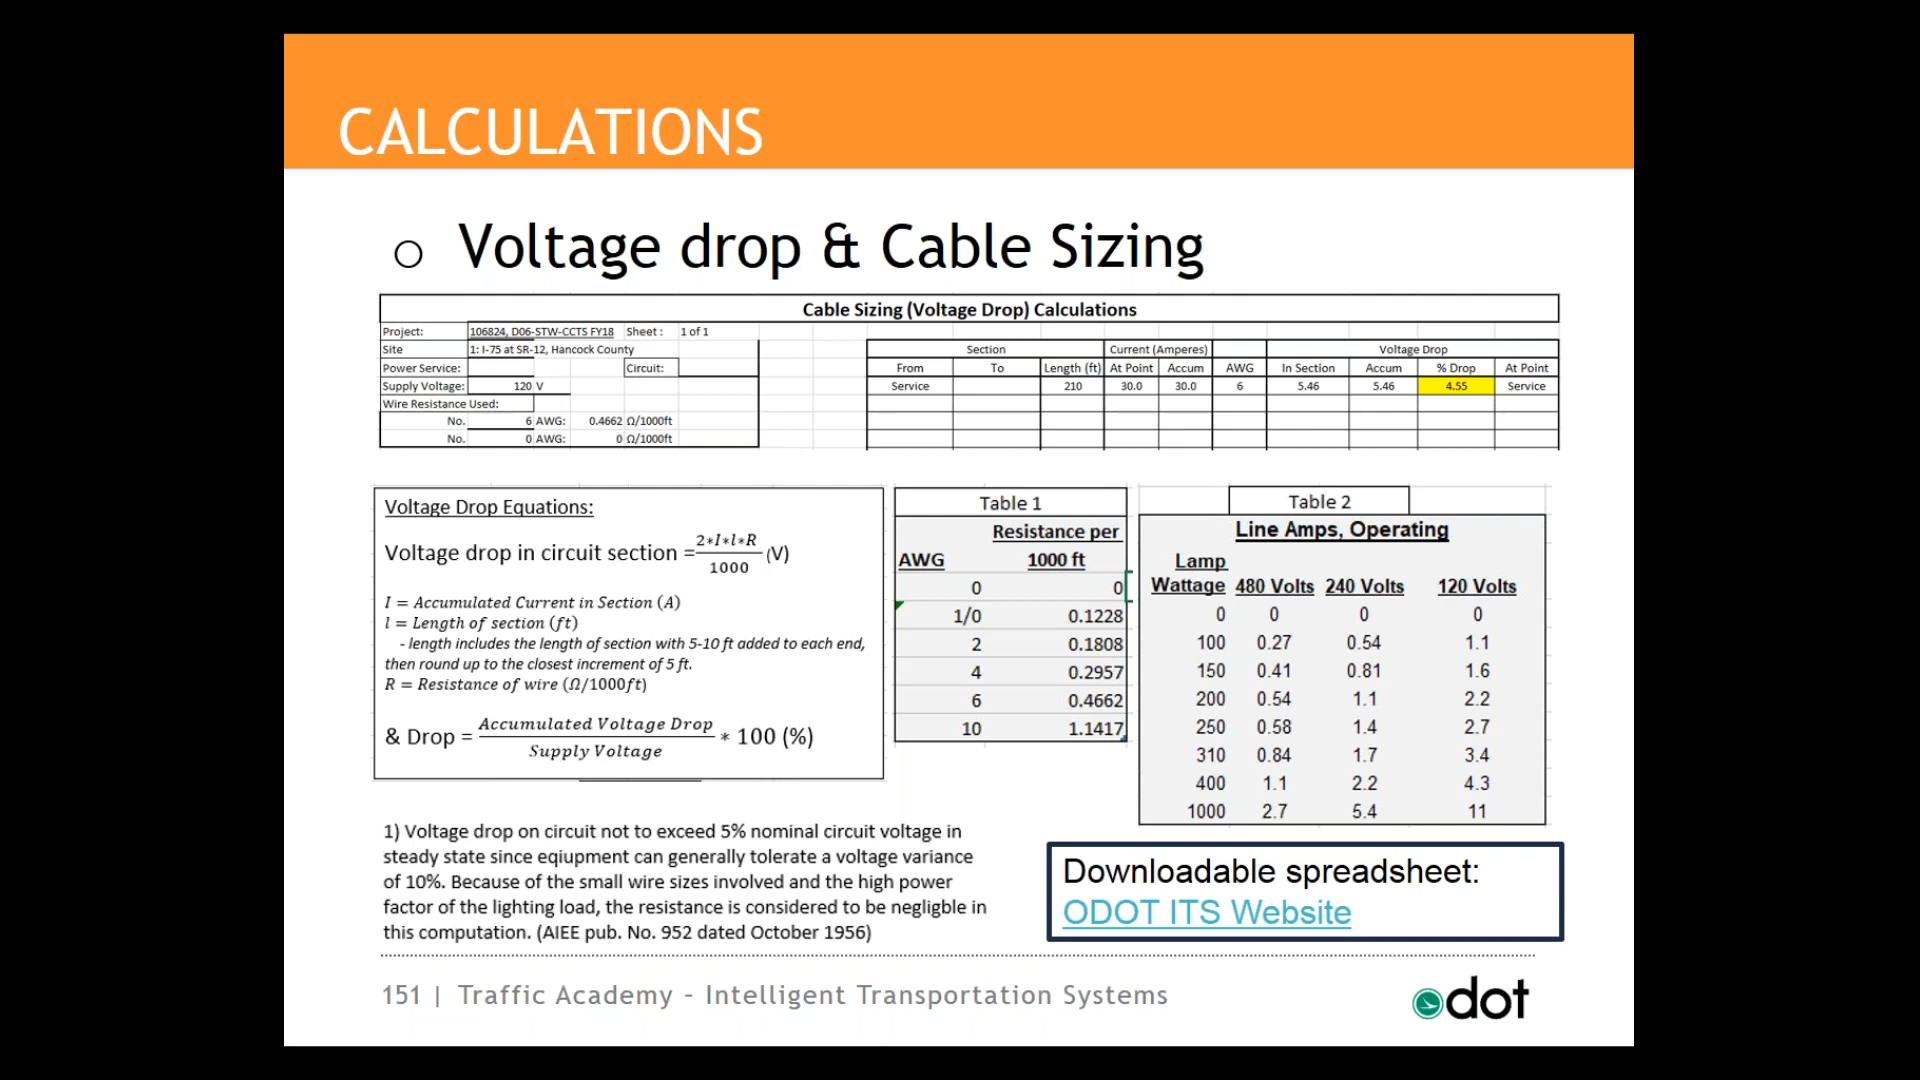 CALCULATIONS
o Voltage drop & Cable Sizing
Cable Sizing (Voltage Drop) Calculations
Project: 106824, D06-STW-CCTS FY18 Sheet : 1 of 1
Site 1: I-75 at SR-12, Hancock County
Power Service: Circuit:
Supply Voltage: 120 V
Wire Resistance Used:
No. 6 AWG: 0.4662 Ω/1000ft
No. 0 AWG: 0 Ω/1000ft
Section Current (Amperes) Voltage Drop
From To Length (ft) At Point Accum AWG In Section Accum % Drop At Point
Service 210 30.0 30.0 6 5.46 5.46 4.55 Service
Voltage Drop Equations:
Voltage drop in circuit section = 2*I*l*R / 1000 (V)
I = Accumulated Current in Section (A)
l = Length of section (ft)
- length includes the length of section with 5-10 ft added to each end,
then round up to the closest increment of 5 ft.
R = Resistance of wire (Ω/1000ft)
& Drop = Accumulated Voltage Drop / Supply Voltage * 100 (%)
Table 1
Resistance per
AWG 1000 ft
0 0
1/0 0.1228
2 0.1808
4 0.2957
6 0.4662
10 1.1417
Table 2
Line Amps, Operating
Lamp
Wattage 480 Volts 240 Volts 120 Volts
0 0 0 0
100 0.27 0.54 1.1
150 0.41 0.81 1.6
200 0.54 1.1 2.2
250 0.58 1.4 2.7
310 0.84 1.7 3.4
400 1.1 2.2 4.3
1000 2.7 5.4 11
1) Voltage drop on circuit not to exceed 5% nominal circuit voltage in
steady state since eqiupment can generally tolerate a voltage variance
of 10%. Because of the small wire sizes involved and the high power
factor of the lighting load, the resistance is considered to be negligble in
this computation. (AIEE pub. No. 952 dated October 1956)
Downloadable spreadsheet:
ODOT ITS Website
151 | Traffic Academy – Intelligent Transportation Systems
odot